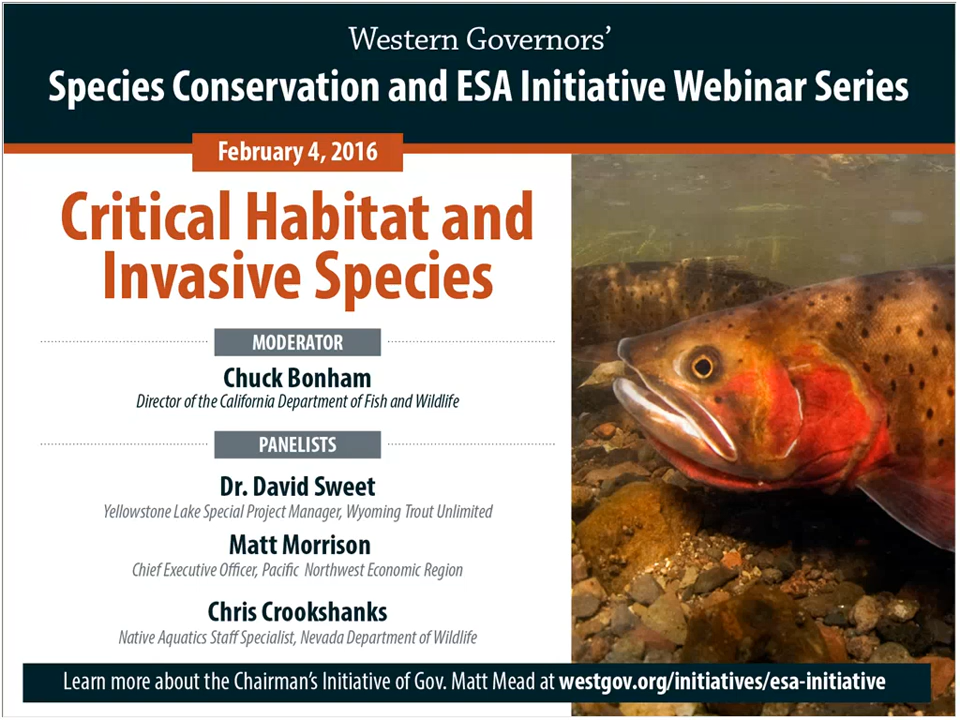 Western Governors'
Species Conservation and ESA Initiative Webinar Series
February 4, 2016
Critical Habitat and
Invasive Species
MODERATOR
Chuck Bonham
Director of the California Department of Fish and Wildlife
PANELISTS
Dr. David Sweet
Yellowstone Lake Special Project Manager, Wyoming Trout Unlimited
Matt Morrison
Chief Executive Officer, Pacific Northwest Economic Region
Chris Crookshanks
Native Aquatics Staff Specialist, Nevada Department of Wildlife
Learn more about the Chairman's Initiative of Gov. Matt Mead at westgov.org/initiatives/esa-initiative